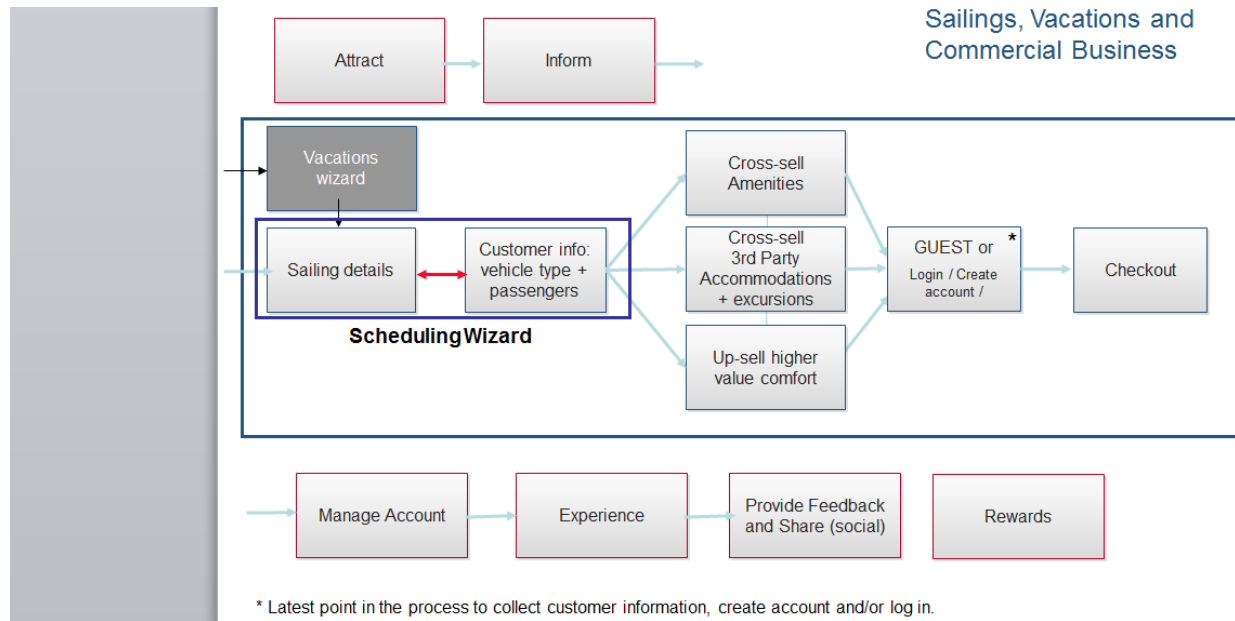 Sailings, Vacations and
Commercial Business
Attract
Inform
Vacations
wizard
Sailing details
Customer info:
vehicle type +
passengers
SchedulingWizard
Cross-sell
Amenities
Cross-sell
3rd Party
Accommodations
+ excursions
Up-sell higher
value comfort
GUEST or *
Login / Create
account /
Checkout
Manage Account
Experience
Provide Feedback
and Share (social)
Rewards
* Latest point in the process to collect customer information, create account and/or log in.